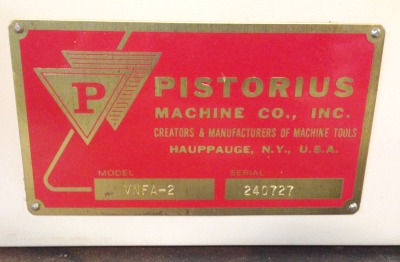 P
PISTORIUS
MACHINE CO., INC.
CREATORS & MANUFACTURERS OF MACHINE TOOLS
HAUPPAUGE, N.Y., U.S.A.
MODEL SERIAL
VNFA-2 240727